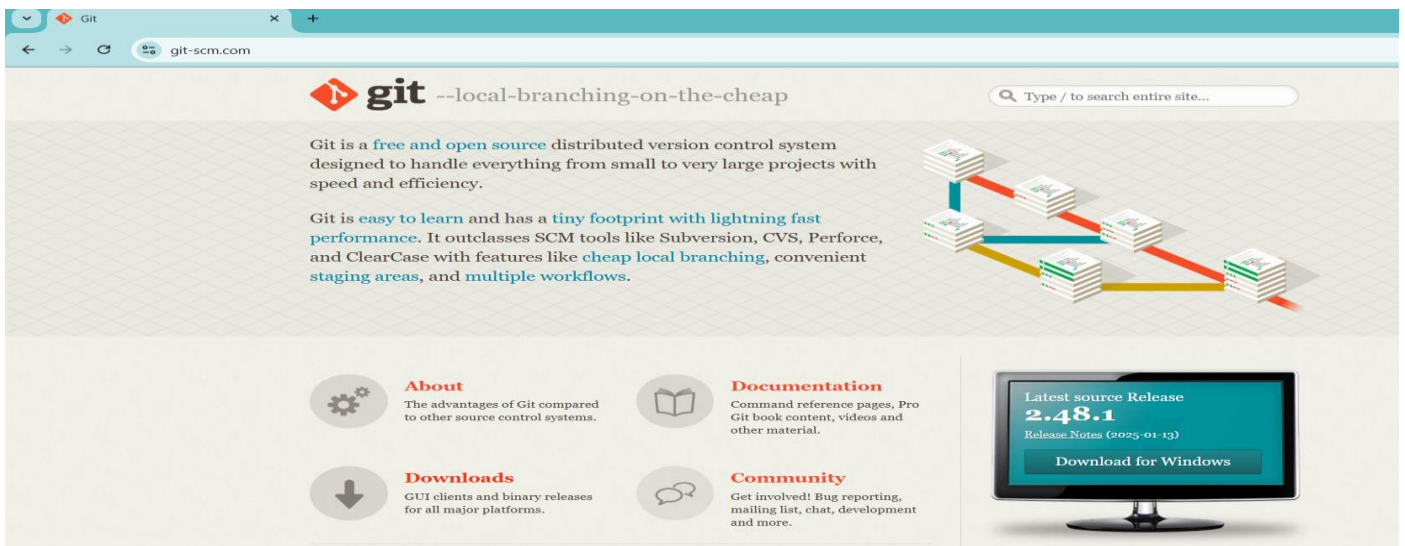 Git
git-scm.com
git --local-branching-on-the-cheap
Type / to search entire site...
Git is a free and open source distributed version control system
designed to handle everything from small to very large projects with
speed and efficiency.
Git is easy to learn and has a tiny footprint with lightning fast
performance. It outclasses SCM tools like Subversion, CVS, Perforce,
and ClearCase with features like cheap local branching, convenient
staging areas, and multiple workflows.
About
The advantages of Git compared
to other source control systems.
Documentation
Command reference pages, Pro
Git book content, videos and
other material.
Downloads
GUI clients and binary releases
for all major platforms.
Community
Get involved! Bug reporting,
mailing list, chat, development
and more.
Latest source Release
2.48.1
Release Notes (2025-01-13)
Download for Windows